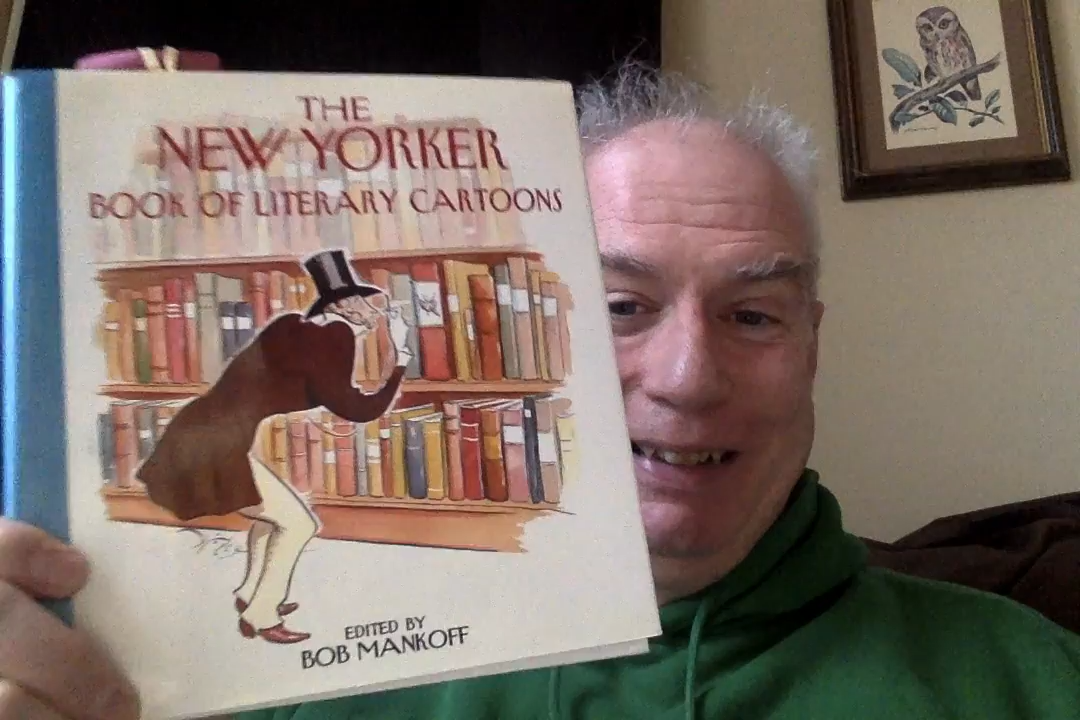 THE
NEW YORKER
BOOK OF LITERARY CARTOONS
EDITED BY
BOB MANKOFF